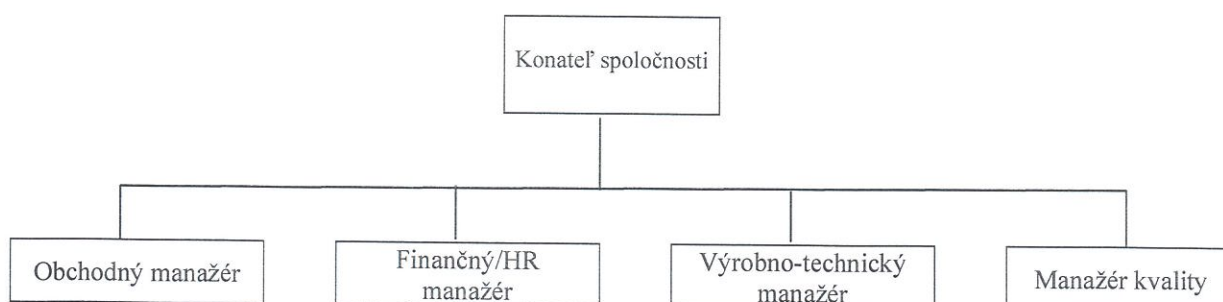 Konateľ spoločnosti
Obchodný manažér
Finančný/HR
manažér
Výrobno-technický
manažér
Manažér kvality